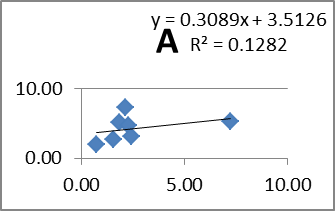 y = 0.3089x + 3.5126
A R² = 0.1282
10.00
0.00
0.00 5.00 10.00